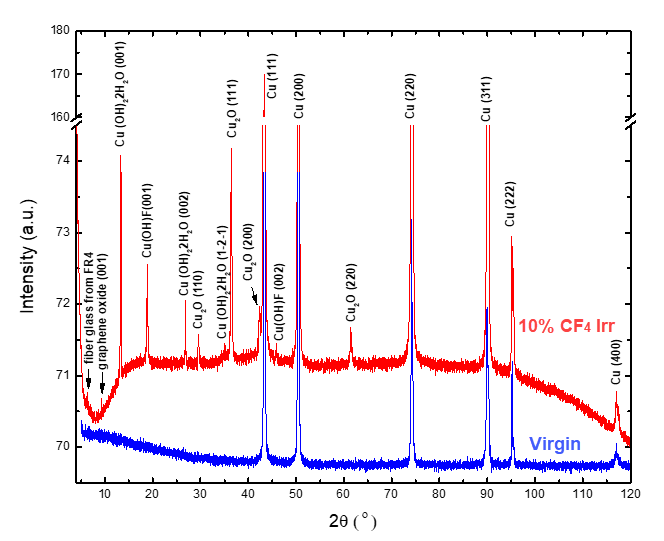 180
170
160
74
73
72
71
70
10
20
30
40
50
60
70
80
90
100
110
120
Intensity (a.u.)
2θ (°)
fiber glass from FR4
graphene oxide (001)
Cu (OH)₂2H₂O (001)
Cu(OH)F(001)
Cu (OH)₂2H₂O (002)
Cu₂O (110)
Cu (OH)₂2H₂O (1-2-1)
Cu₂O (111)
Cu₂O (200)
Cu (111)
Cu(OH)F (002)
Cu (200)
Cu₂O (220)
Cu (220)
Cu (311)
Cu (222)
Cu (400)
10% CF₄ Irr
Virgin